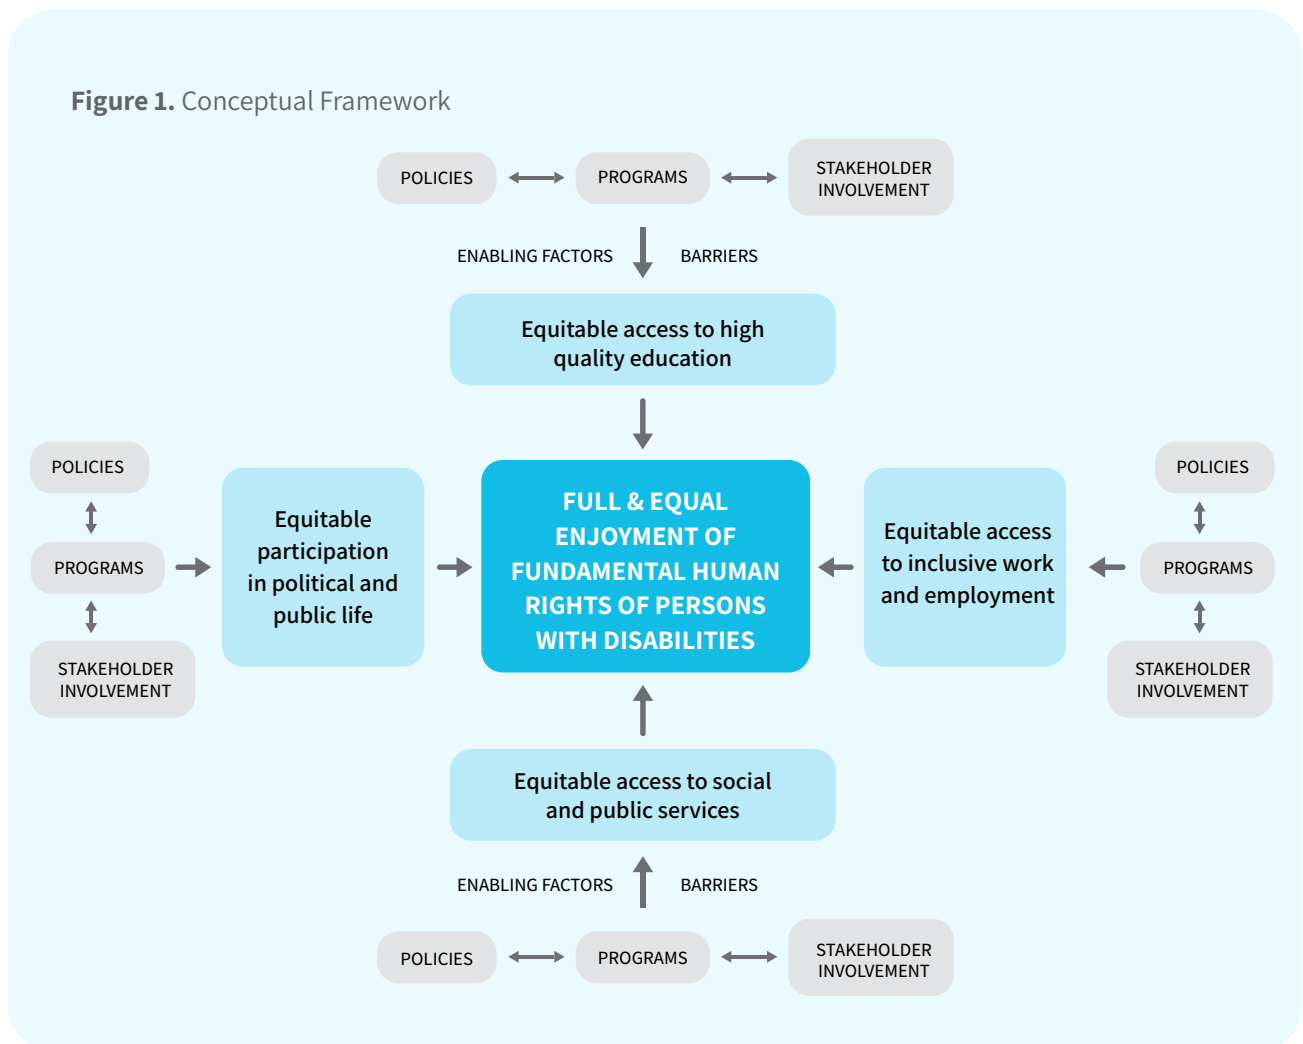 Figure 1. Conceptual Framework
POLICIES
PROGRAMS
STAKEHOLDER
INVOLVEMENT
ENABLING FACTORS
BARRIERS
Equitable access to high
quality education
POLICIES
PROGRAMS
STAKEHOLDER
INVOLVEMENT
Equitable
participation
in political and
public life
FULL & EQUAL
ENJOYMENT OF
FUNDAMENTAL HUMAN
RIGHTS OF PERSONS
WITH DISABILITIES
Equitable access
to inclusive work
and employment
POLICIES
PROGRAMS
STAKEHOLDER
INVOLVEMENT
Equitable access to social
and public services
ENABLING FACTORS
BARRIERS
POLICIES
PROGRAMS
STAKEHOLDER
INVOLVEMENT